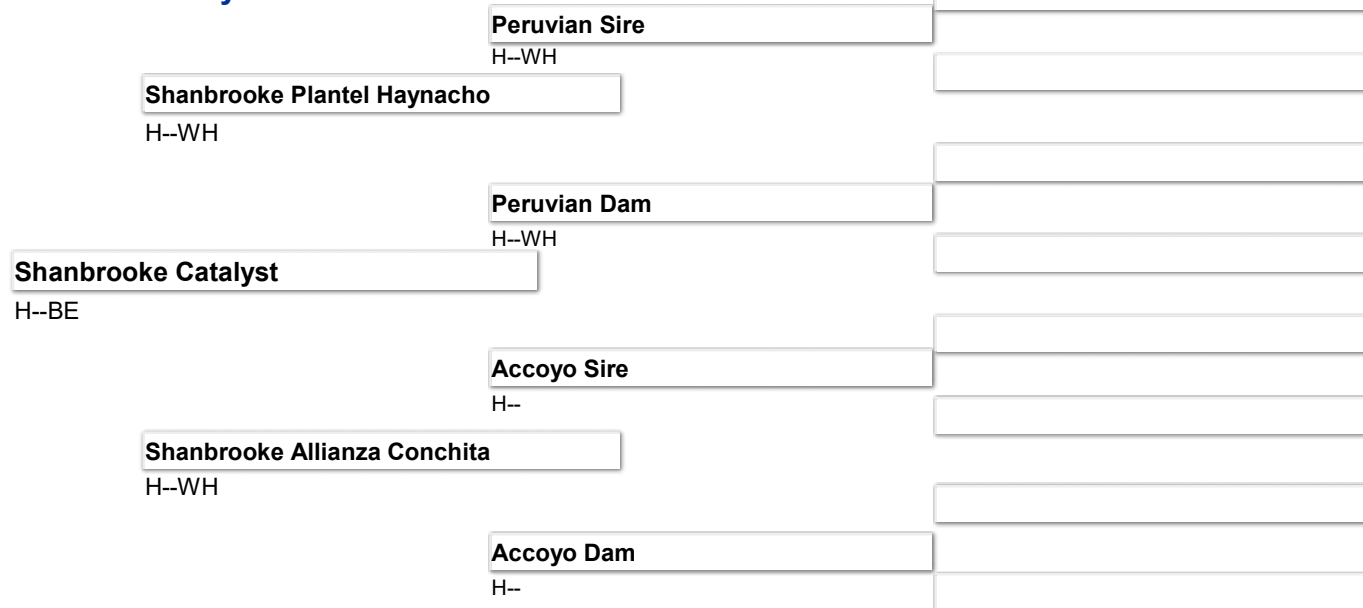 Peruvian Sire
H--WH
Shanbrooke Plantel Haynacho
H--WH
Peruvian Dam
H--WH
Shanbrooke Catalyst
H--BE
Accoyo Sire
H--
Shanbrooke Allianza Conchita
H--WH
Accoyo Dam
H--